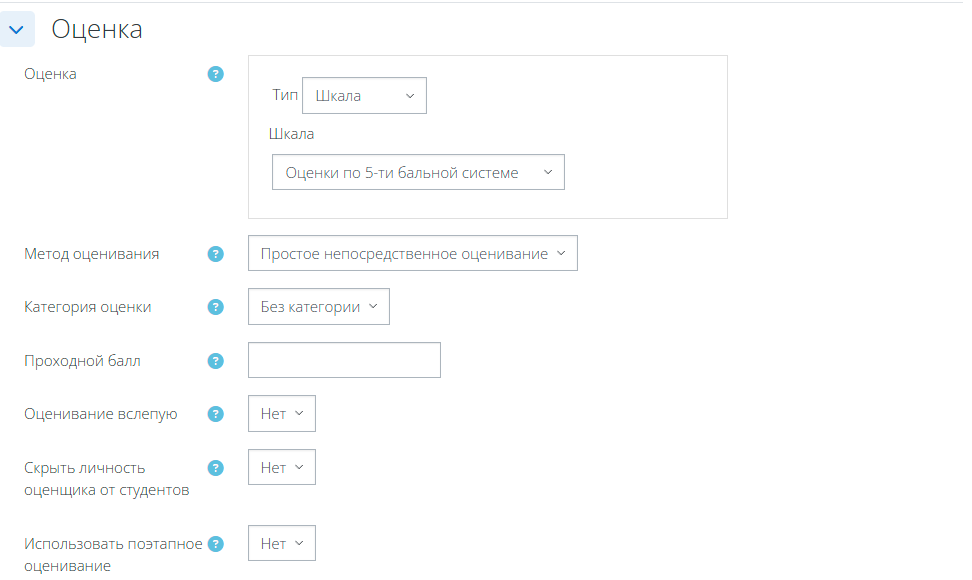 Оценка
Оценка ?
Тип Шкала
Шкала
Оценки по 5-ти бальной системе
Метод оценивания ? Простое непосредственное оценивание
Категория оценки ? Без категории
Проходной балл ?
Оценивание вслепую ? Нет
Скрыть личность ? Нет
оценщика от студентов
Использовать поэтапное ? Нет
оценивание